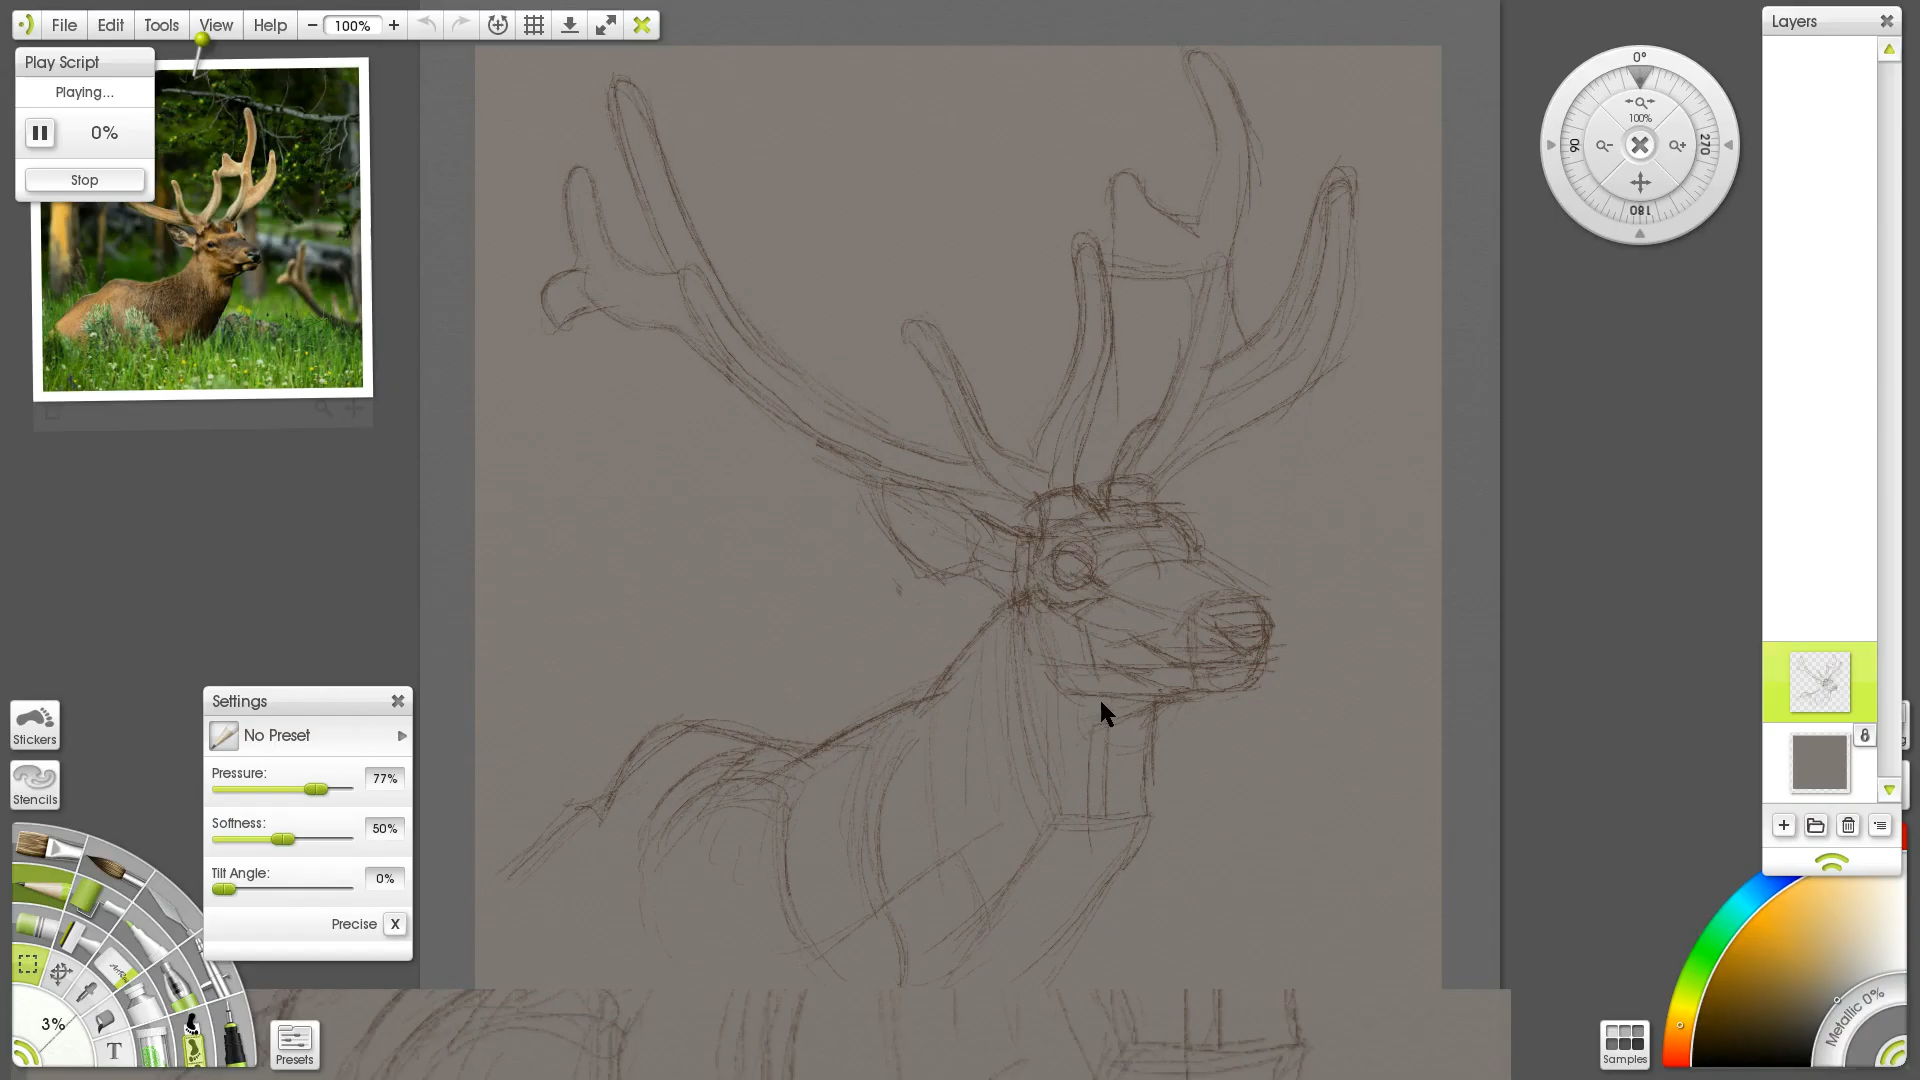 File Edit Tools View Help 100%
Play Script
Playing...
0%
Stop
Layers
0°
100%
90
270
180
Settings
No Preset
Pressure: 77%
Softness: 50%
Tilt Angle: 0%
Precise X
Stickers
Stencils
3%
T
Presets
Samples
Metallic 0%